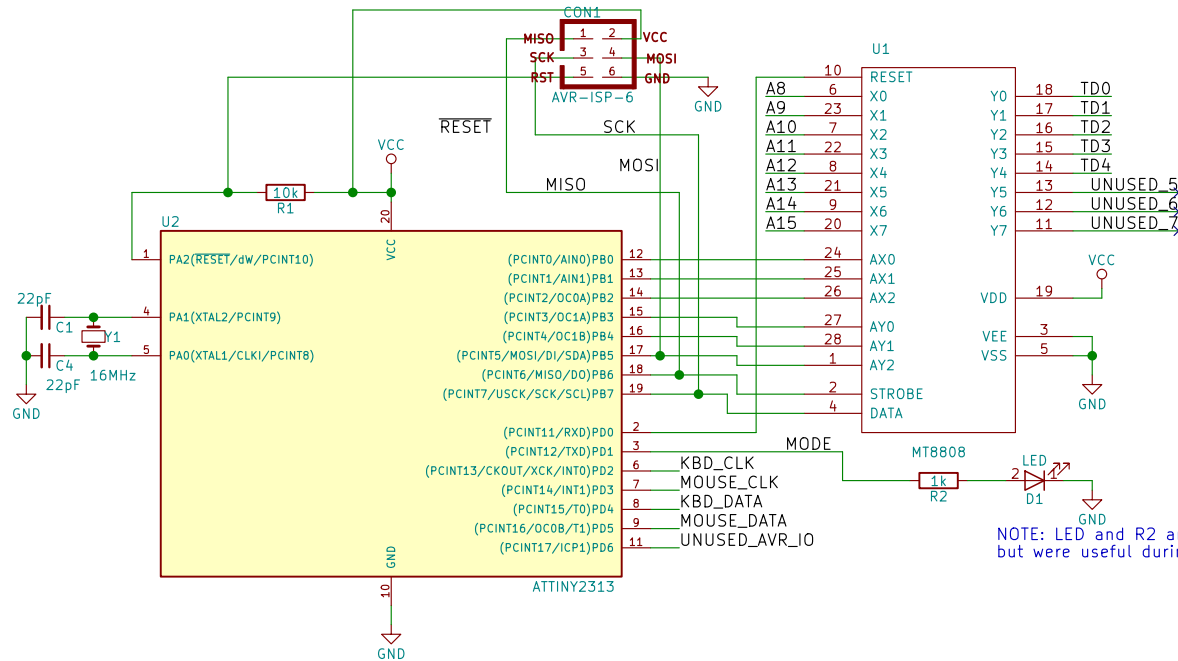 CON1
MISO 1 2 VCC
SCK 3 4 MOSI
RST 5 6 GND
AVR-ISP-6
GND
RESET
SCK
MOSI
MISO
VCC
10k
R1
U2
20
VCC
1 PA2(RESET/dW/PCINT10)
4 PA1(XTAL2/PCINT9)
5 PA0(XTAL1/CLKI/PCINT8)
22pF
C1
Y1
C4
22pF
16MHz
GND
(PCINT0/AIN0)PB0 12
(PCINT1/AIN1)PB1 13
(PCINT2/OC0A)PB2 14
(PCINT3/OC1A)PB3 15
(PCINT4/OC1B)PB4 16
(PCINT5/MOSI/DI/SDA)PB5 17
(PCINT6/MISO/DO)PB6 18
(PCINT7/USCK/SCK/SCL)PB7 19
(PCINT11/RXD)PD0 2
(PCINT12/TXD)PD1 3
(PCINT13/CKOUT/XCK/INT0)PD2 6 KBD_CLK
(PCINT14/INT1)PD3 7 MOUSE_CLK
(PCINT15/T0)PD4 8 KBD_DATA
(PCINT16/OC0B/T1)PD5 9 MOUSE_DATA
(PCINT17/ICP1)PD6 11 UNUSED_AVR_IO
GND
10
ATTINY2313
GND
U1
10 RESET
A8 6 X0
A9 23 X1
A10 7 X2
A11 22 X3
A12 8 X4
A13 21 X5
A14 9 X6
A15 20 X7
24 AX0
25 AX1
26 AX2
27 AY0
28 AY1
1 AY2
2 STROBE
4 DATA
Y0 18 TD0
Y1 17 TD1
Y2 16 TD2
Y3 15 TD3
Y4 14 TD4
Y5 13 UNUSED_5
Y6 12 UNUSED_6
Y7 11 UNUSED_7
VCC
VDD 19
VEE 3
VSS 5
GND
MT8808
MODE
1k
R2
LED
2 1
D1
GND
NOTE: LED and R2 a
but were useful duri